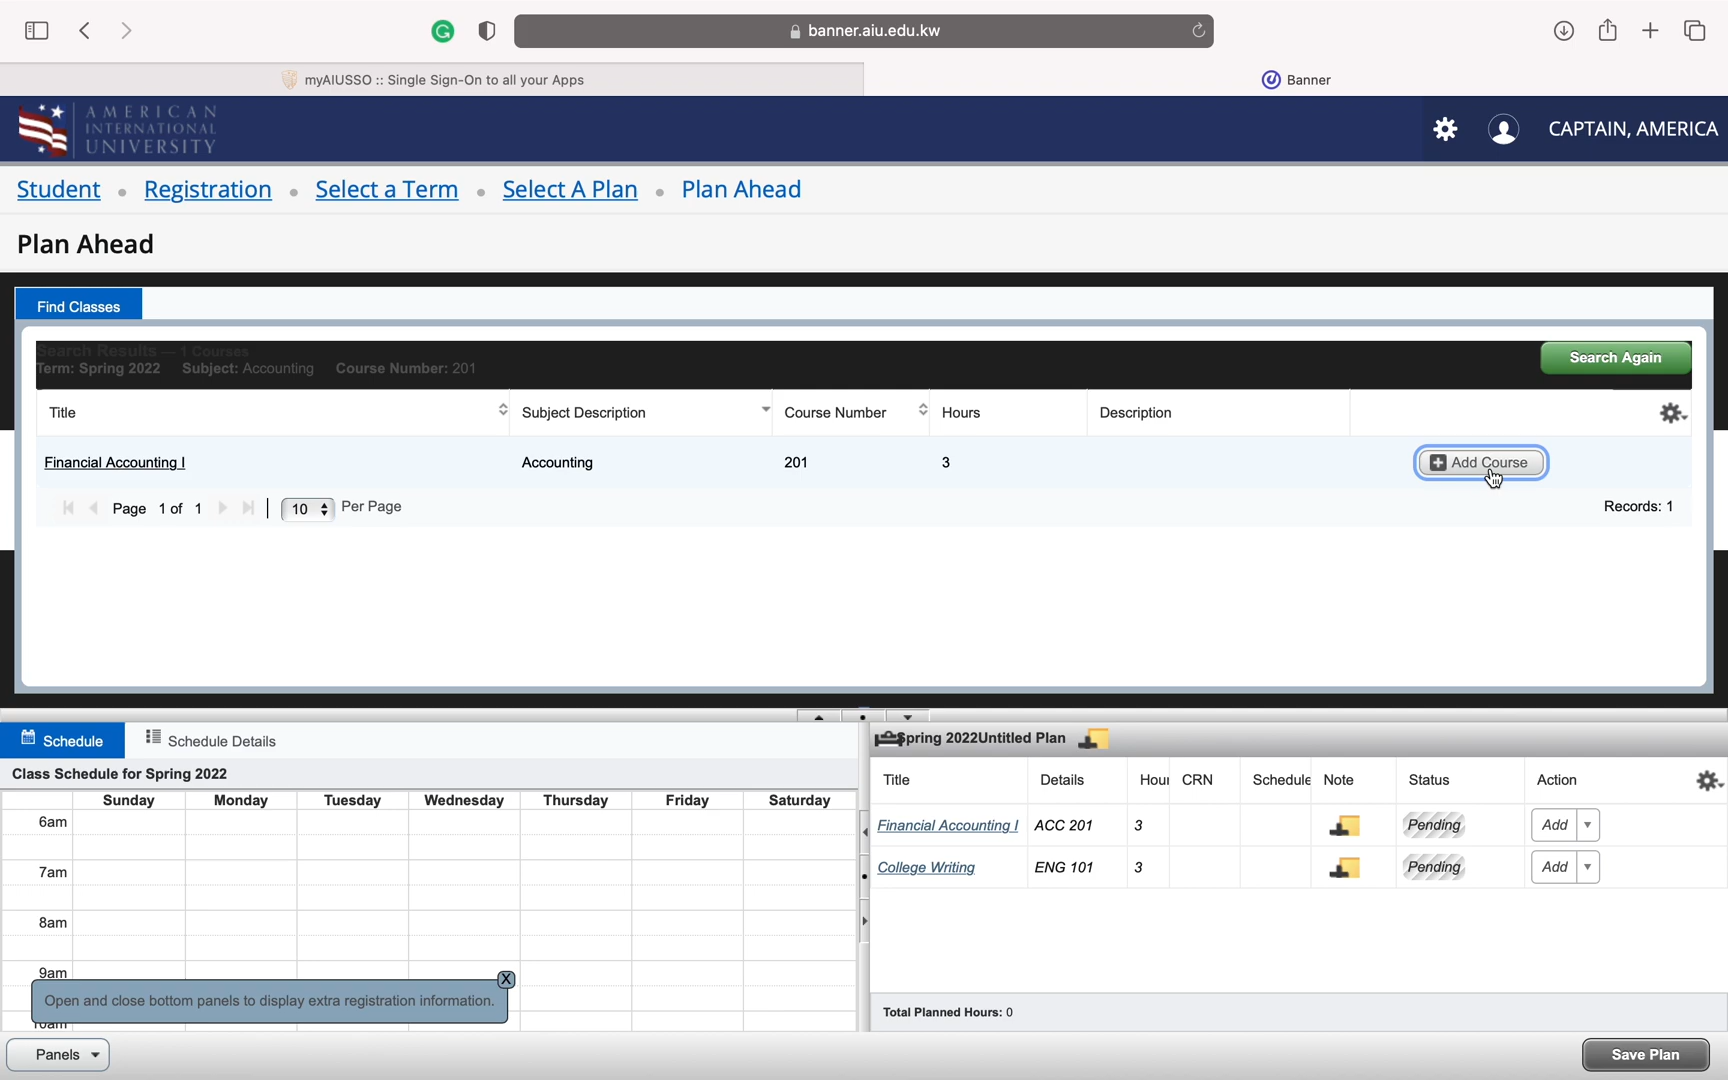 banner.aiu.edu.kw
myAIUSSO :: Single Sign-On to all your Apps
Banner
AMERICAN
INTERNATIONAL
UNIVERSITY
CAPTAIN, AMERICA
Student • Registration • Select a Term • Select A Plan • Plan Ahead
Plan Ahead
Find Classes
Search Results — 1 Courses
Term: Spring 2022 Subject: Accounting Course Number: 201
Search Again
Title Subject Description Course Number Hours Description
Financial Accounting I Accounting 201 3 Add Course
Page 1 of 1 | 10 Per Page Records: 1
Schedule Schedule Details
Class Schedule for Spring 2022
Sunday Monday Tuesday Wednesday Thursday Friday Saturday
6am
7am
8am
9am
10am
Open and close bottom panels to display extra registration information.
X
Spring 2022Untitled Plan
Title Details Hour CRN Schedule Note Status Action
Financial Accounting I ACC 201 3 Pending Add
College Writing ENG 101 3 Pending Add
Total Planned Hours: 0
Panels
Save Plan